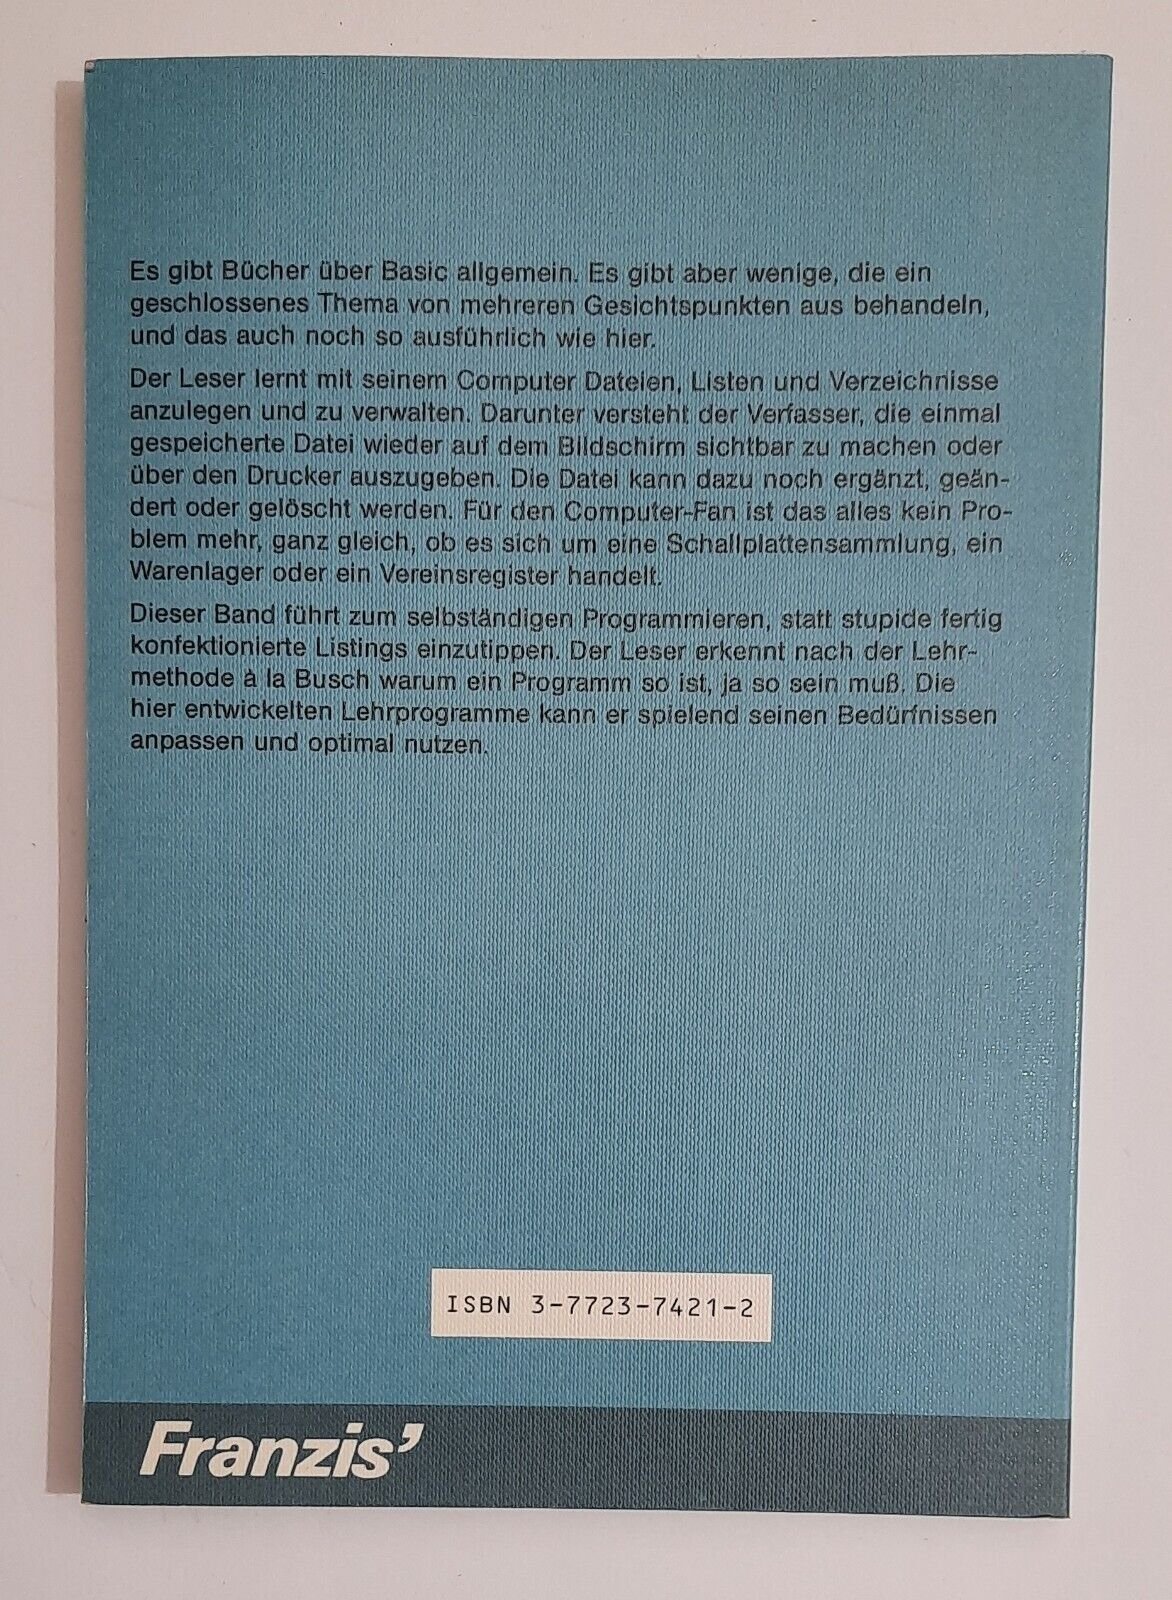 Es gibt Bücher über Basic allgemein. Es gibt aber wenige, die ein
geschlossenes Thema von mehreren Gesichtspunkten aus behandeln,
und das auch noch so ausführlich wie hier.
Der Leser lernt mit seinem Computer Dateien, Listen und Verzeichnisse
anzulegen und zu verwalten. Darunter versteht der Verfasser, die einmal
gespeicherte Datei wieder auf dem Bildschirm sichtbar zu machen oder
über den Drucker auszugeben. Die Datei kann dazu noch ergänzt, geän-
dert oder gelöscht werden. Für den Computer-Fan ist das alles kein Pro-
blem mehr, ganz gleich, ob es sich um eine Schallplattensammlung, ein
Warenlager oder ein Vereinsregister handelt.
Dieser Band führt zum selbständigen Programmieren, statt stupide fertig
konfektionierte Listings einzutippen. Der Leser erkennt nach der Lehr-
methode à la Busch warum ein Programm so ist, ja so sein muß. Die
hier entwickelten Lehrprogramme kann er spielend seinen Bedürfnissen
anpassen und optimal nutzen.
ISBN 3-7723-7421-2
Franzis’